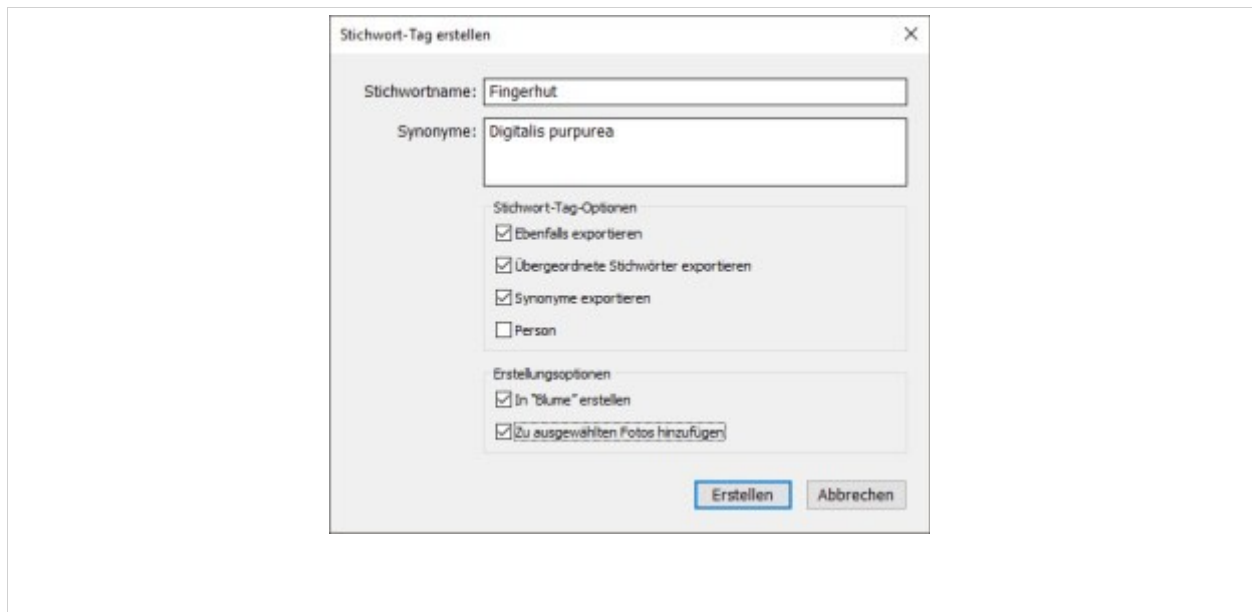 Stichwort-Tag erstellen
Stichwortname: Fingerhut
Synonyme: Digitalis purpurea
Stichwort-Tag-Optionen
Ebenfalls exportieren
Übergeordnete Stichwörter exportieren
Synonyme exportieren
Person
Erstellungsoptionen
In "Blume" erstellen
Zu ausgewählten Fotos hinzufügen
Erstellen Abbrechen